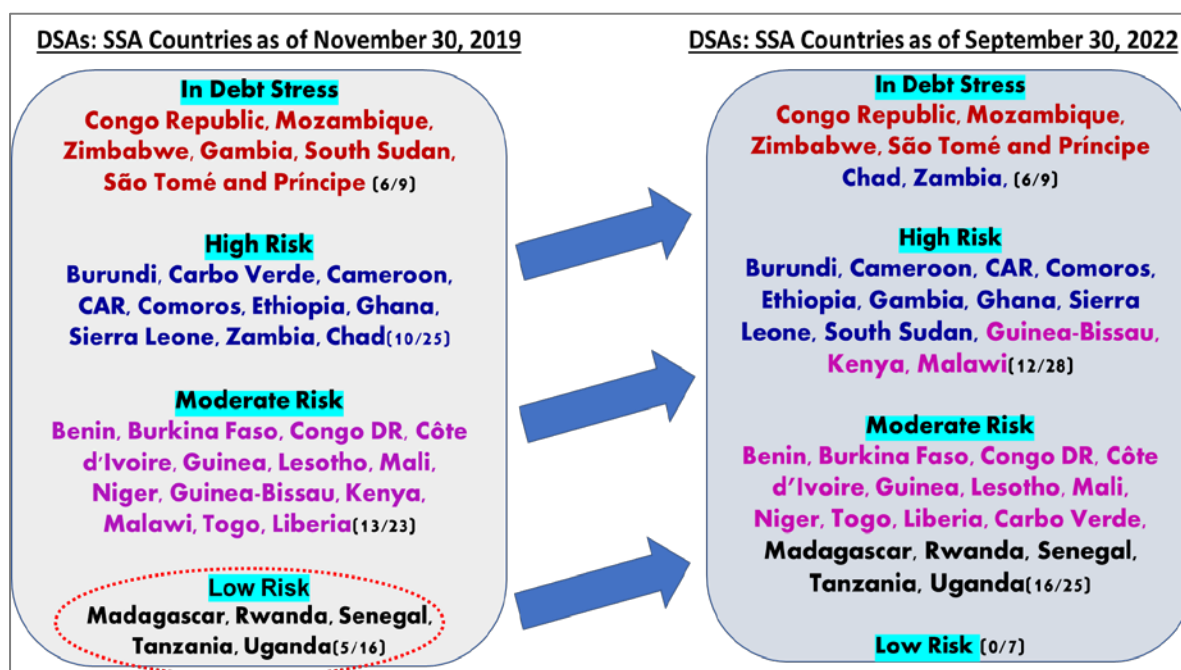 DSAs: SSA Countries as of November 30, 2019
In Debt Stress
Congo Republic, Mozambique,
Zimbabwe, Gambia, South Sudan,
São Tomé and Príncipe (6/9)
High Risk
Burundi, Carbo Verde, Cameroon,
CAR, Comoros, Ethiopia, Ghana,
Sierra Leone, Zambia, Chad(10/25)
Moderate Risk
Benin, Burkina Faso, Congo DR, Côte
d'Ivoire, Guinea, Lesotho, Mali,
Niger, Guinea-Bissau, Kenya,
Malawi, Togo, Liberia(13/23)
Low Risk
Madagascar, Rwanda, Senegal,
Tanzania, Uganda(5/16)
DSAs: SSA Countries as of September 30, 2022
In Debt Stress
Congo Republic, Mozambique,
Zimbabwe, São Tomé and Príncipe
Chad, Zambia, (6/9)
High Risk
Burundi, Cameroon, CAR, Comoros,
Ethiopia, Gambia, Ghana, Sierra
Leone, South Sudan, Guinea-Bissau,
Kenya, Malawi(12/28)
Moderate Risk
Benin, Burkina Faso, Congo DR, Côte
d'Ivoire, Guinea, Lesotho, Mali,
Niger, Togo, Liberia, Carbo Verde,
Madagascar, Rwanda, Senegal,
Tanzania, Uganda(16/25)
Low Risk (0/7)